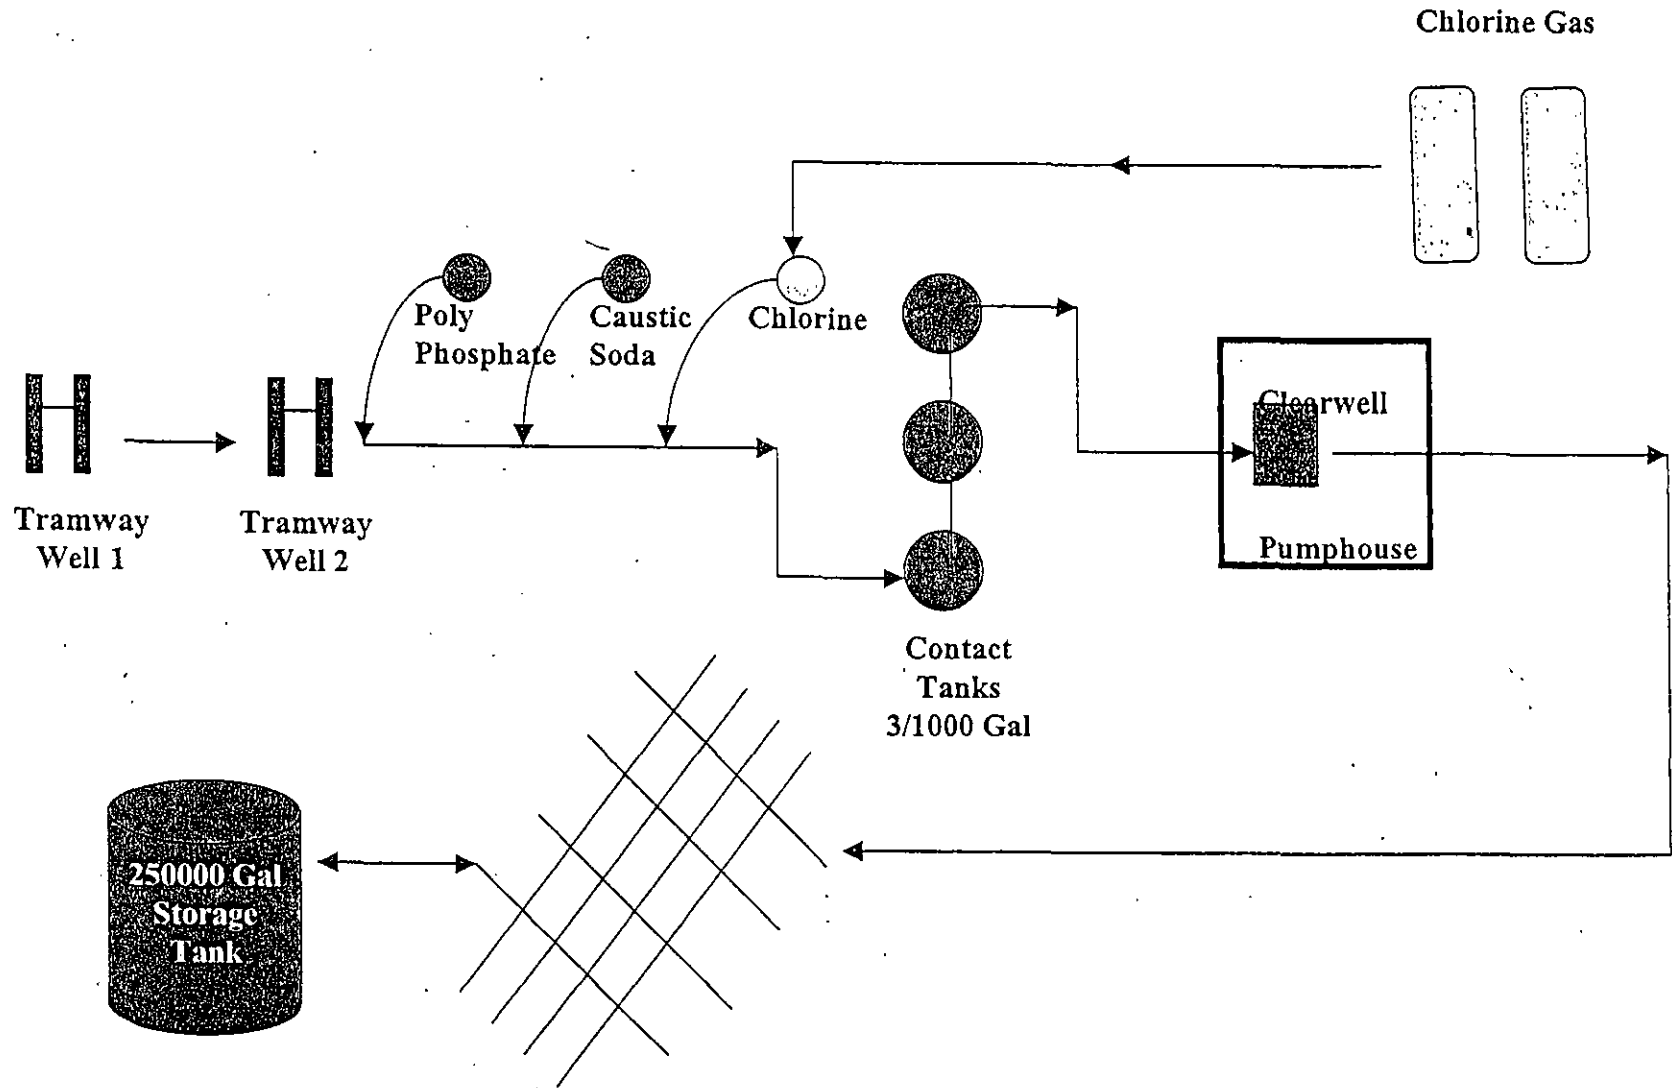 Chlorine Gas
Poly
Phosphate
Caustic
Soda
Chlorine
Clearwell
Pumphouse
Tramway
Well 1
Tramway
Well 2
Contact
Tanks
3/1000 Gal
250000 Gal
Storage
Tank